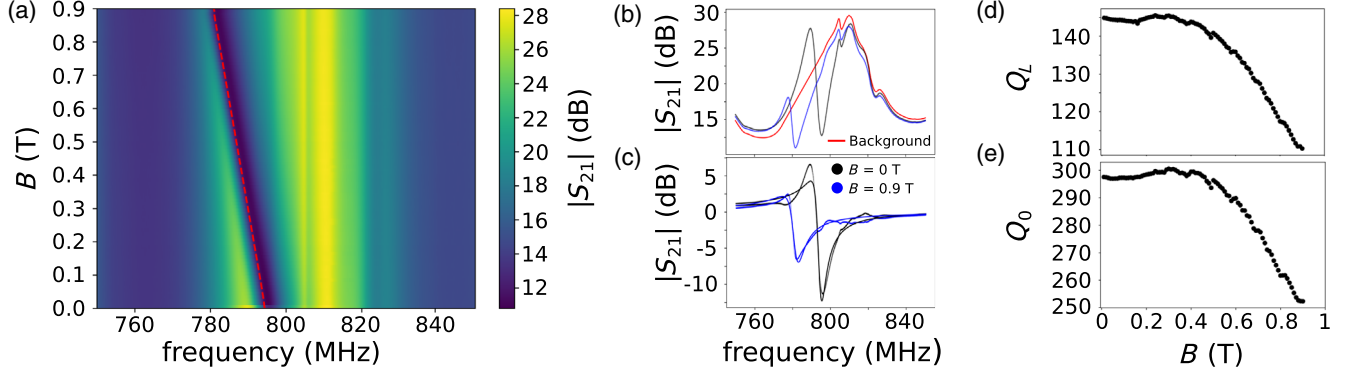 (a)
0.9
0.8
0.7
0.6
0.5
0.4
0.3
0.2
0.1
0.0
B (T)
760 780 800 820 840
frequency (MHz)
28
26
24
22
20
18
16
14
12
|S21| (dB)
(b)
30
25
20
15
|S21| (dB)
Background
(c)
5
0
-5
-10
|S21| (dB)
B = 0 T
B = 0.9 T
760 800 840
frequency (MHz)
(d)
140
130
120
110
QL
(e)
300
290
280
270
260
250
Q0
0 0.2 0.4 0.6 0.8 1
B (T)